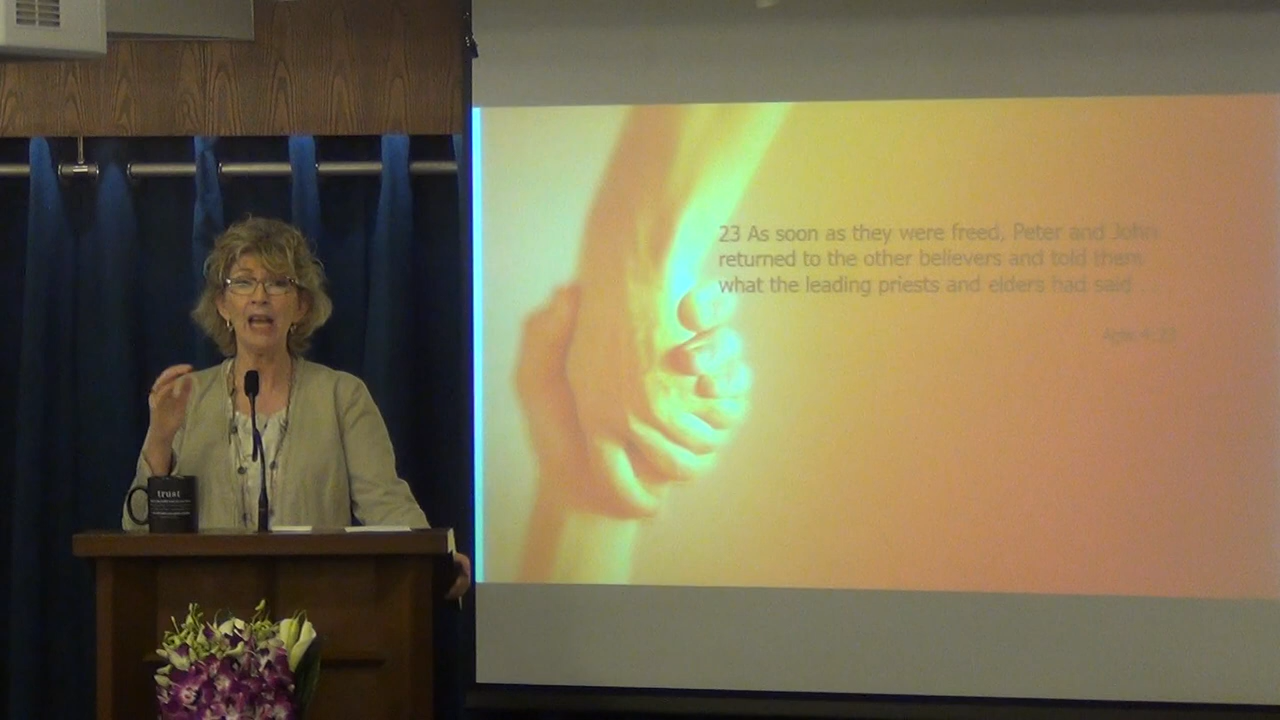 trust
23 As soon as they were freed, Peter and John
returned to the other believers and told them
what the leading priests and elders had said